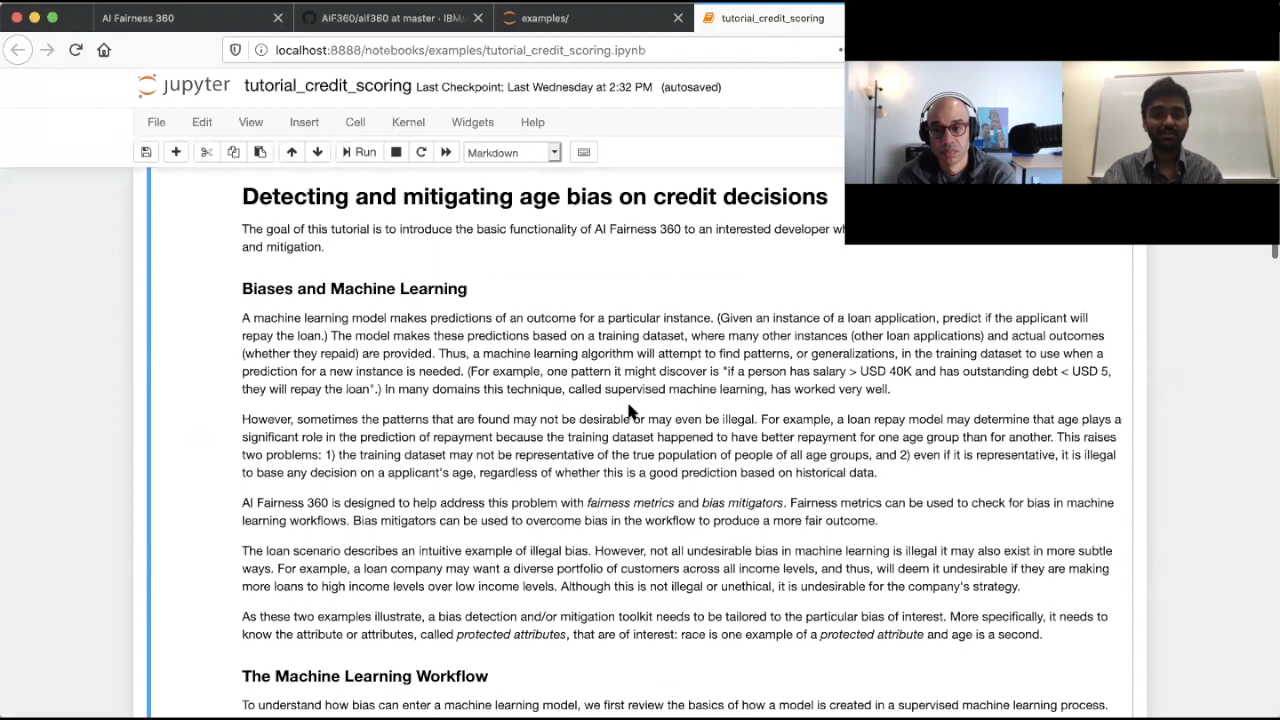 AI Fairness 360
AIF360/aif360 at master · IBM/
examples/
tutorial_credit_scoring
localhost:8888/notebooks/examples/tutorial_credit_scoring.ipynb
jupyter tutorial_credit_scoring Last Checkpoint: Last Wednesday at 2:32 PM (autosaved)
File Edit View Insert Cell Kernel Widgets Help
Run Markdown
Detecting and mitigating age bias on credit decisions
The goal of this tutorial is to introduce the basic functionality of AI Fairness 360 to an interested developer
and mitigation.
Biases and Machine Learning
A machine learning model makes predictions of an outcome for a particular instance. (Given an instance of a loan application, predict if the applicant will
repay the loan.) The model makes these predictions based on a training dataset, where many other instances (other loan applications) and actual outcomes
(whether they repaid) are provided. Thus, a machine learning algorithm will attempt to find patterns, or generalizations, in the training dataset to use when a
prediction for a new instance is needed. (For example, one pattern it might discover is "if a person has salary > USD 40K and has outstanding debt < USD 5,
they will repay the loan".) In many domains this technique, called supervised machine learning, has worked very well.
However, sometimes the patterns that are found may not be desirable or may even be illegal. For example, a loan repay model may determine that age plays a
significant role in the prediction of repayment because the training dataset happened to have better repayment for one age group than for another. This raises
two problems: 1) the training dataset may not be representative of the true population of people of all age groups, and 2) even if it is representative, it is illegal
to base any decision on a applicant's age, regardless of whether this is a good prediction based on historical data.
AI Fairness 360 is designed to help address this problem with fairness metrics and bias mitigators. Fairness metrics can be used to check for bias in machine
learning workflows. Bias mitigators can be used to overcome bias in the workflow to produce a more fair outcome.
The loan scenario describes an intuitive example of illegal bias. However, not all undesirable bias in machine learning is illegal it may also exist in more subtle
ways. For example, a loan company may want a diverse portfolio of customers across all income levels, and thus, will deem it undesirable if they are making
more loans to high income levels over low income levels. Although this is not illegal or unethical, it is undesirable for the company's strategy.
As these two examples illustrate, a bias detection and/or mitigation toolkit needs to be tailored to the particular bias of interest. More specifically, it needs to
know the attribute or attributes, called protected attributes, that are of interest: race is one example of a protected attribute and age is a second.
The Machine Learning Workflow
To understand how bias can enter a machine learning model, we first review the basics of how a model is created in a supervised machine learning process.